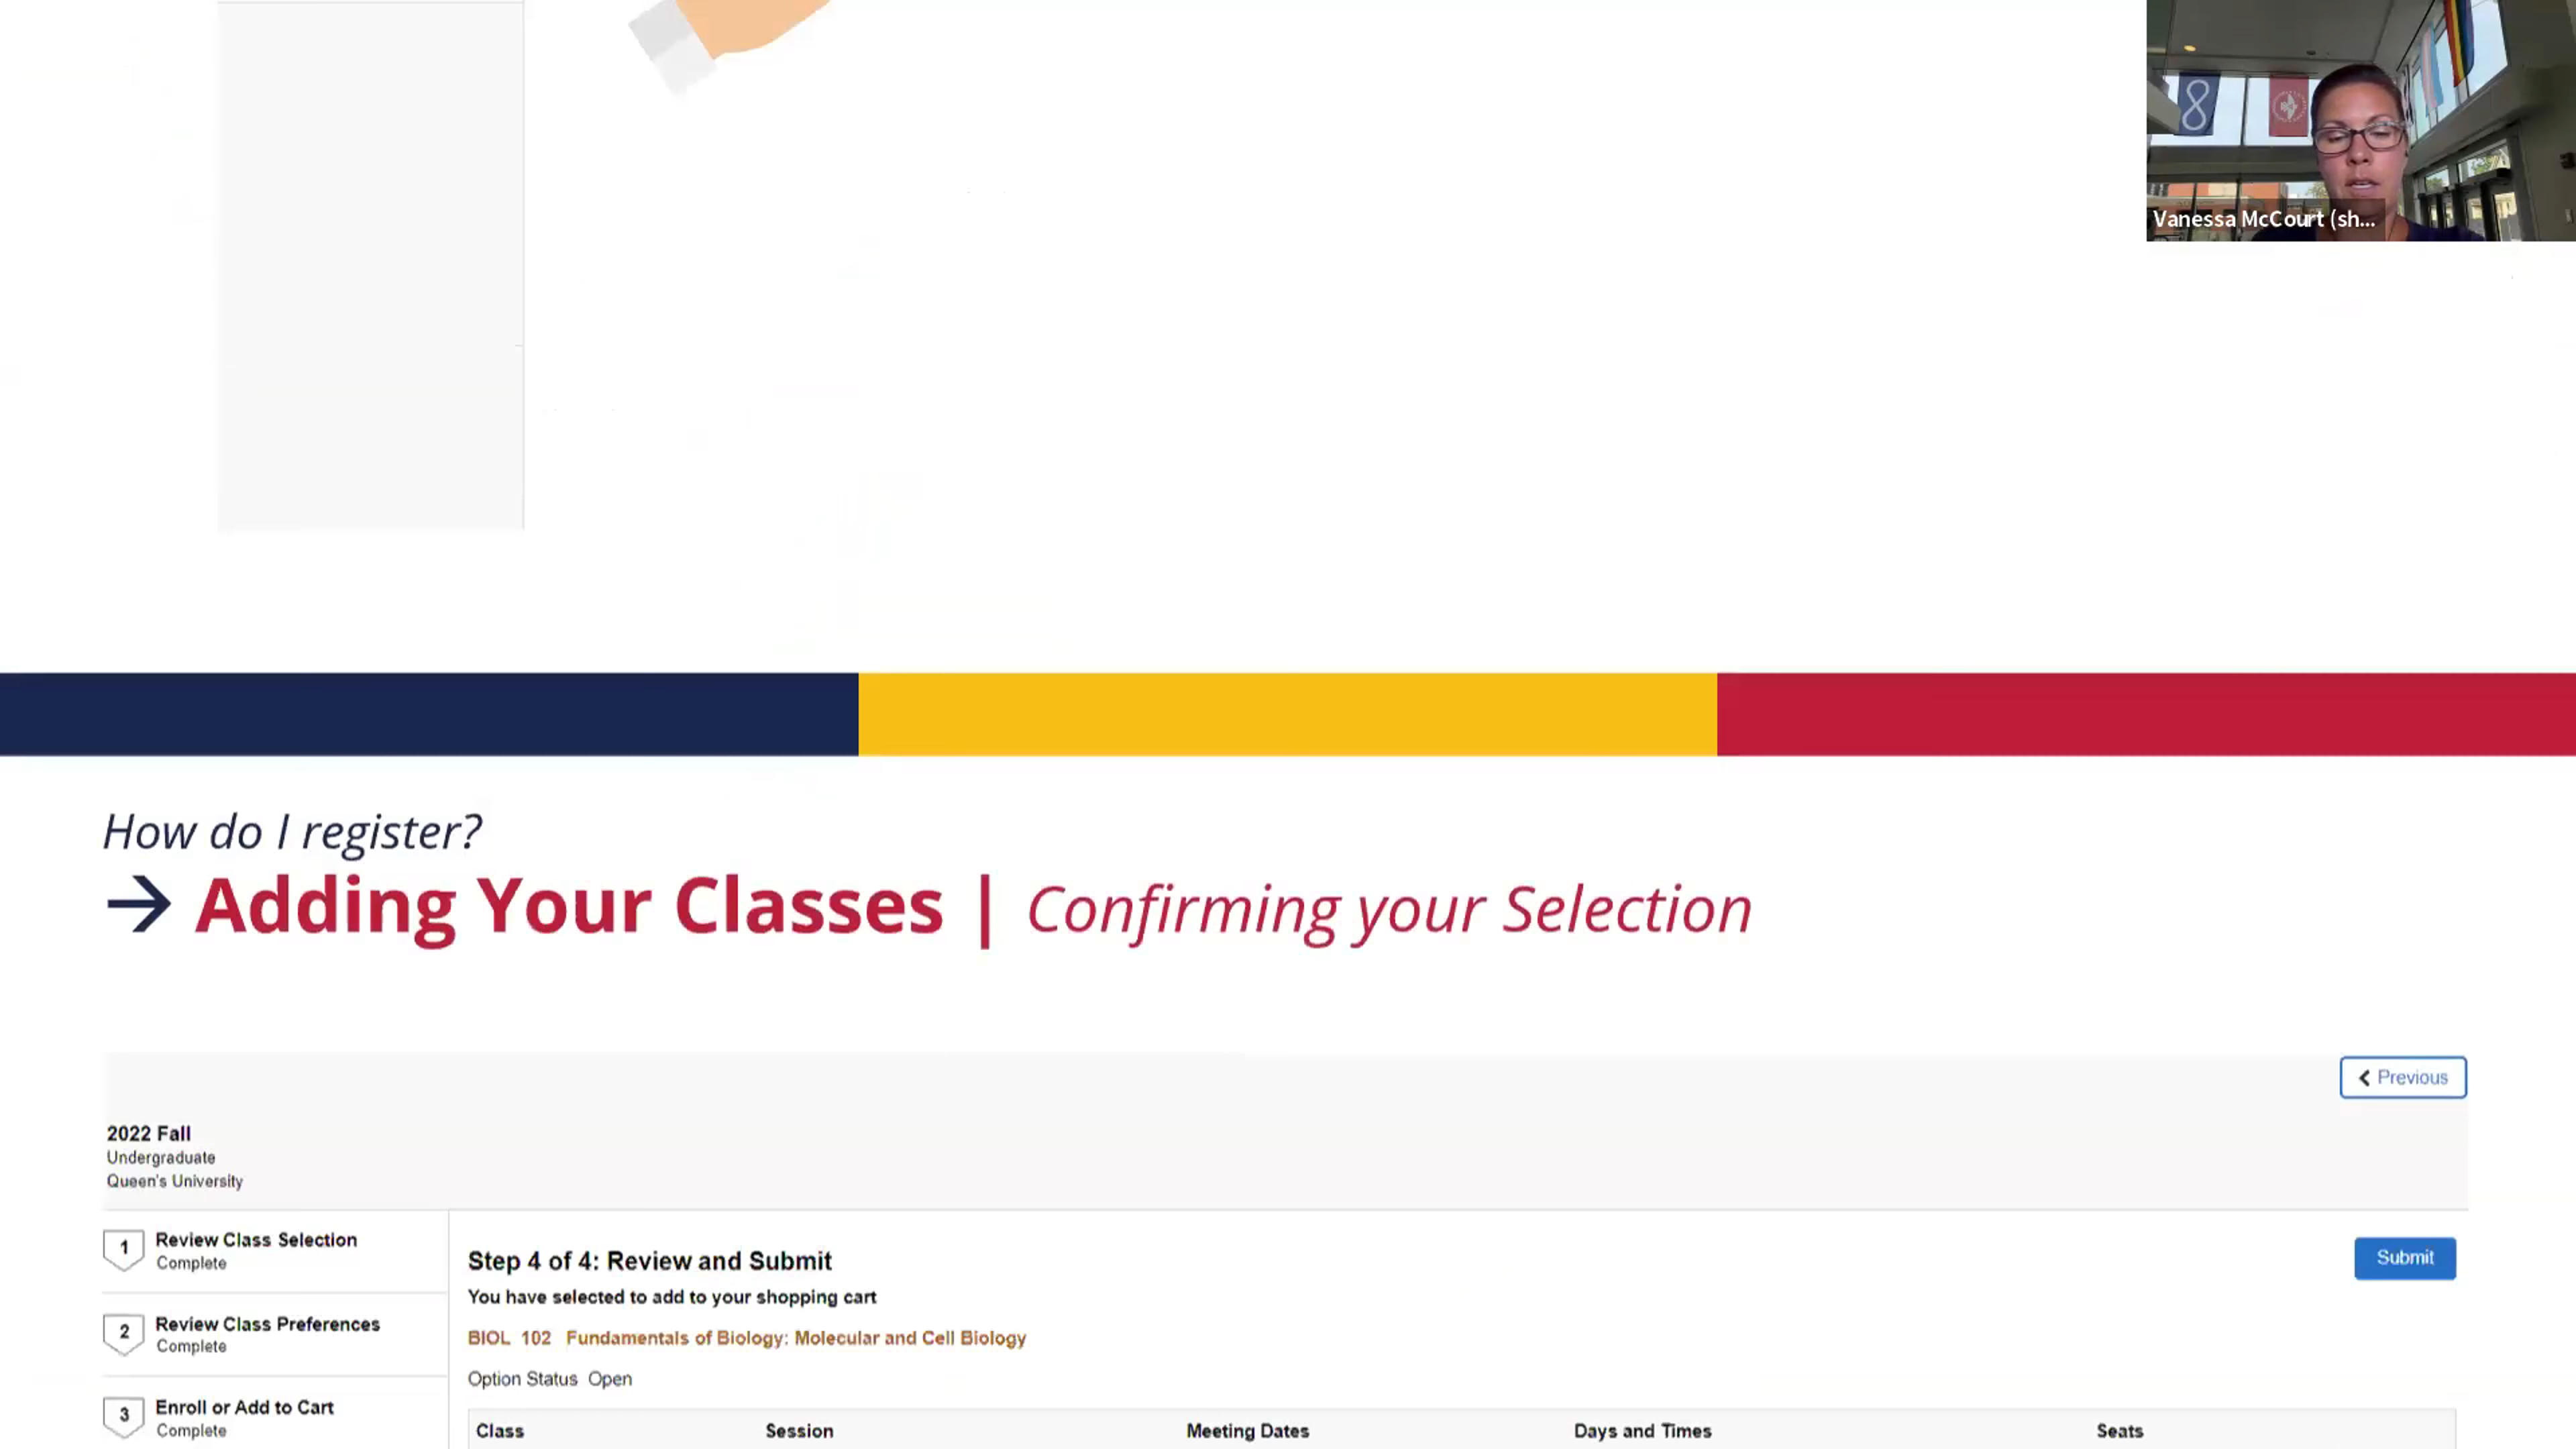 Vanessa McCourt (sh...
How do I register?
→ Adding Your Classes | Confirming your Selection
Previous
2022 Fall
Undergraduate
Queen's University
1 Review Class Selection
Complete
2 Review Class Preferences
Complete
3 Enroll or Add to Cart
Complete
Step 4 of 4: Review and Submit
Submit
You have selected to add to your shopping cart
BIOL 102 Fundamentals of Biology: Molecular and Cell Biology
Option Status Open
Class Session Meeting Dates Days and Times Seats